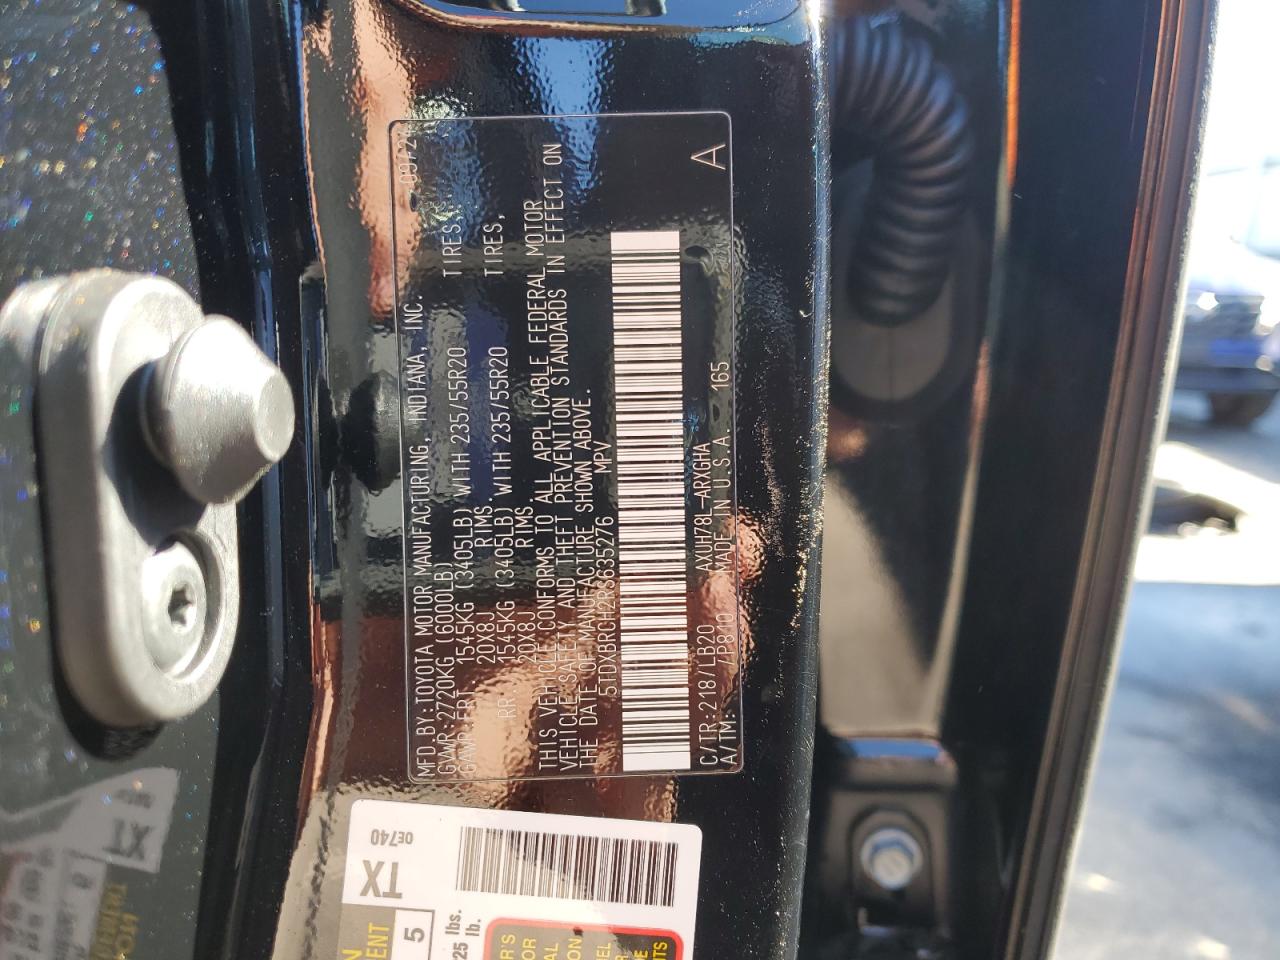 MFD BY:TOYOTA MOTOR MANUFACTURING, INDIANA, INC.
GVWR:2720KG (6000LB)
GAWR:FRT 1545KG (3405LB) WITH 235/55R20 TIRES,
20X8J RIMS
RR. 1545KG (3405LB) WITH 235/55R20 TIRES,
20X8J RIMS
THIS VEHICLE CONFORMS TO ALL APPLICABLE FEDERAL MOTOR
VEHICLE SAFETY AND THEFT PREVENTION STANDARDS IN EFFECT ON
THE DATE OF MANUFACTURE SHOWN ABOVE.
5TDXBRCH2RS635276 MPV
C/TR:218/LB20 AXUH78L-ARXGHA
A/TM: /P810 MADE IN U.S.A. 165 A
TX
0E740
5
lbs.
lb.